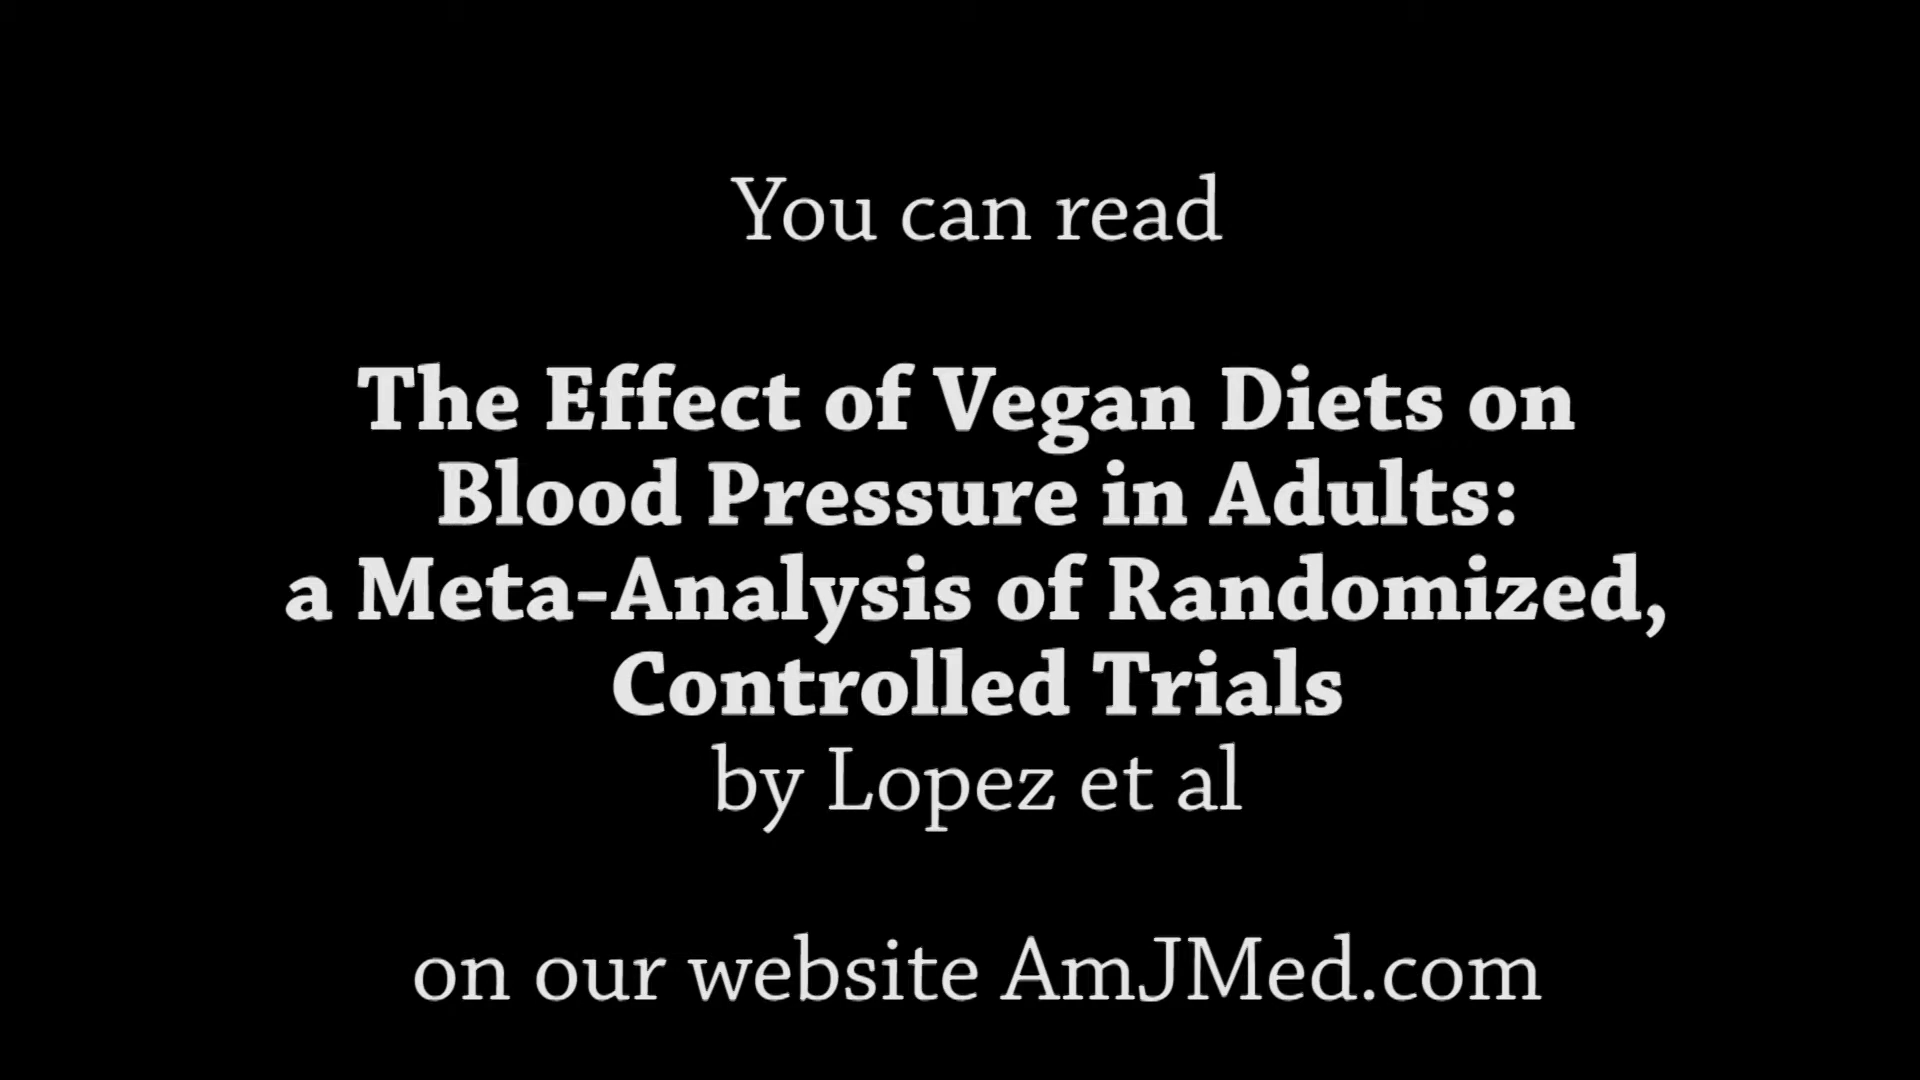 You can read
The Effect of Vegan Diets on
Blood Pressure in Adults:
a Meta-Analysis of Randomized,
Controlled Trials
by Lopez et al
on our website AmJMed.com